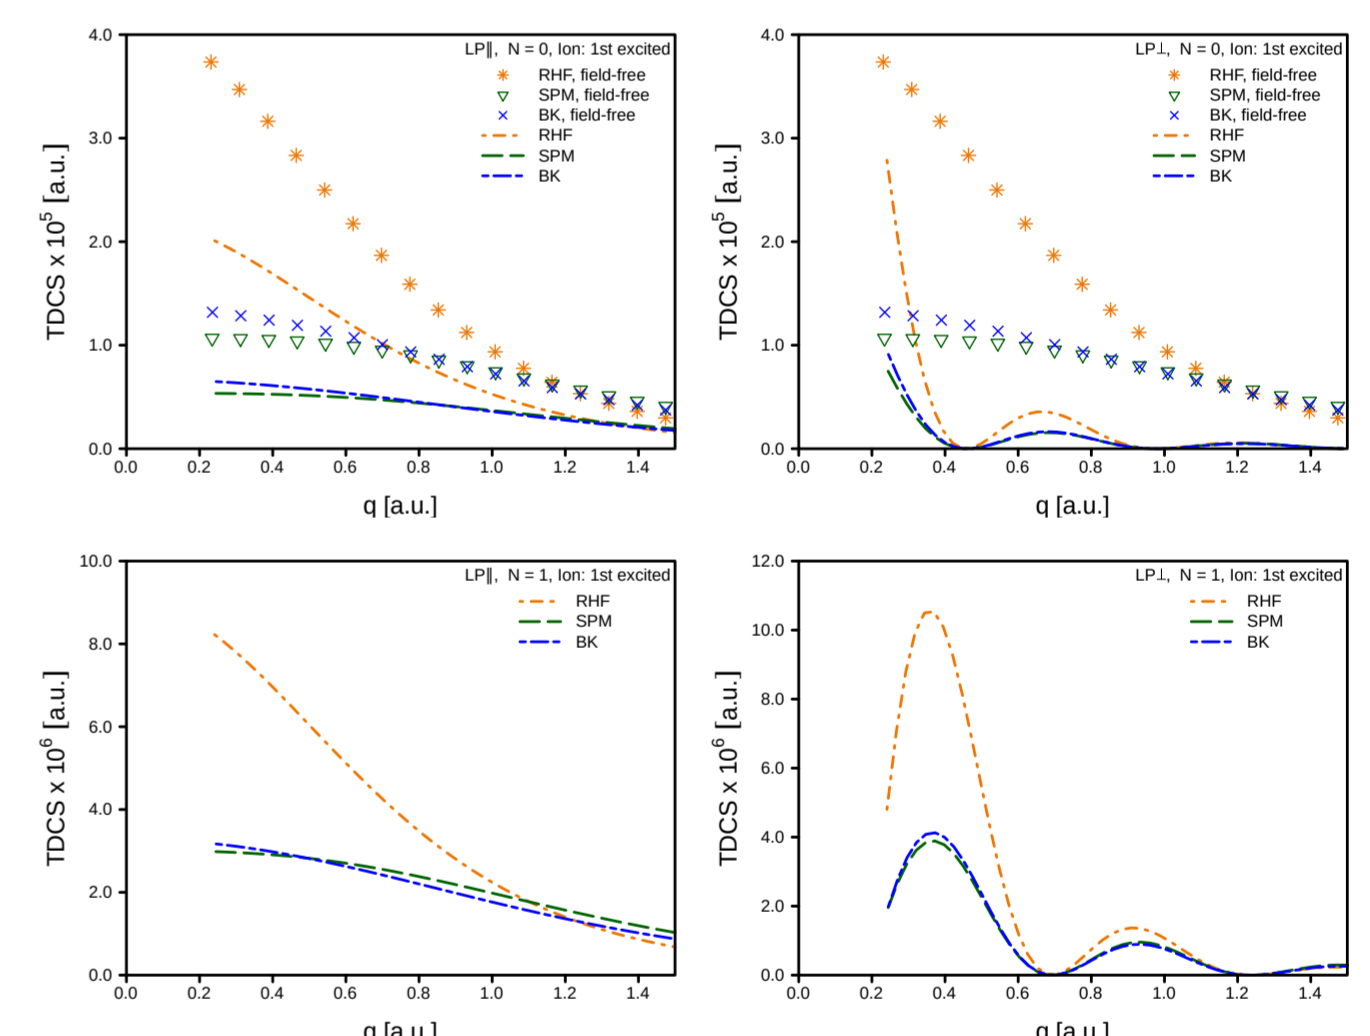 LP∥, N = 0, Ion: 1st excited
RHF, field-free
SPM, field-free
BK, field-free
RHF
SPM
BK
TDCS x 10⁵ [a.u.]
4.0
3.0
2.0
1.0
0.0
0.0 0.2 0.4 0.6 0.8 1.0 1.2 1.4
q [a.u.]
LP⊥, N = 0, Ion: 1st excited
RHF, field-free
SPM, field-free
BK, field-free
RHF
SPM
BK
TDCS x 10⁵ [a.u.]
4.0
3.0
2.0
1.0
0.0
0.0 0.2 0.4 0.6 0.8 1.0 1.2 1.4
q [a.u.]
LP∥, N = 1, Ion: 1st excited
RHF
SPM
BK
TDCS x 10⁶ [a.u.]
10.0
8.0
6.0
4.0
2.0
0.0
0.0 0.2 0.4 0.6 0.8 1.0 1.2 1.4
q [a.u.]
LP⊥, N = 1, Ion: 1st excited
RHF
SPM
BK
TDCS x 10⁶ [a.u.]
12.0
10.0
8.0
6.0
4.0
2.0
0.0
0.0 0.2 0.4 0.6 0.8 1.0 1.2 1.4
q [a.u.]